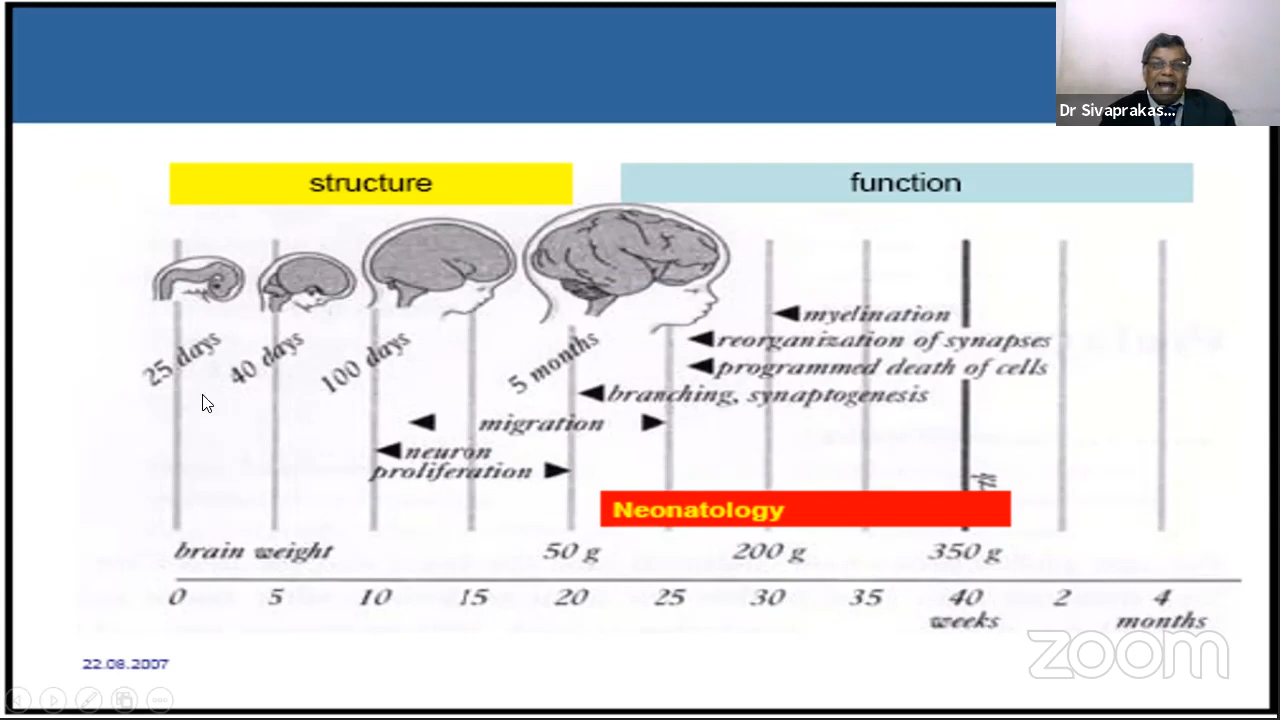 Dr Sivaprakas...
structure
function
25 days
40 days
100 days
5 months
myelination
reorganization of synapses
programmed death of cells
branching, synaptogenesis
migration
neuron
proliferation
Neonatology
brain weight 50 g 200 g 350 g
0 5 10 15 20 25 30 35 40 2 4
weeks months
zoom
22.08.2007